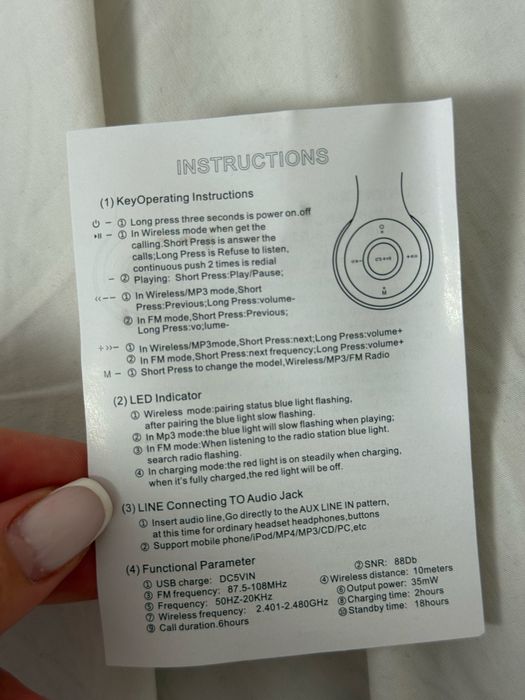 INSTRUCTIONS
(1) KeyOperating Instructions
⏻ – ① Long press three seconds is power on.off
▸II – ① In Wireless mode when get the
calling.Short Press is answer the
calls;Long Press is Refuse to listen,
continuous push 2 times is redial
– ② Playing: Short Press:Play/Pause;
‹‹– – ① In Wireless/MP3 mode,Short
Press:Previous;Long Press:volume-
② In FM mode,Short Press:Previous;
Long Press:vo;lume-
+›› – ① In Wireless/MP3mode,Short Press:next;Long Press:volume+
② In FM mode,Short Press:next frequency;Long Press:volume+
M – ① Short Press to change the model,Wireless/MP3/FM Radio
M
(2) LED Indicator
① Wireless mode:pairing status blue light flashing,
after pairing the blue light slow flashing.
② In Mp3 mode:the blue light will slow flashing when playing;
③ In FM mode:When listening to the radio station blue light.
search radio flashing.
④ In charging mode:the red light is on steadily when charging,
when it's fully charged,the red light will be off.
(3) LINE Connecting TO Audio Jack
① Insert audio line,Go directly to the AUX LINE IN pattern,
at this time for ordinary headset headphones,buttons
② Support mobile phone/iPod/MP4/MP3/CD/PC,etc
(4) Functional Parameter
① USB charge: DC5VIN ②SNR: 88Db
③ FM frequency: 87.5-108MHz ④Wireless distance: 10meters
⑤ Frequency: 50HZ-20KHz ⑥Output power: 35mW
⑦ Wireless frequency: 2.401-2.480GHz ⑧Charging time: 2hours
⑨ Call duration.6hours ⑩Standby time: 18hours